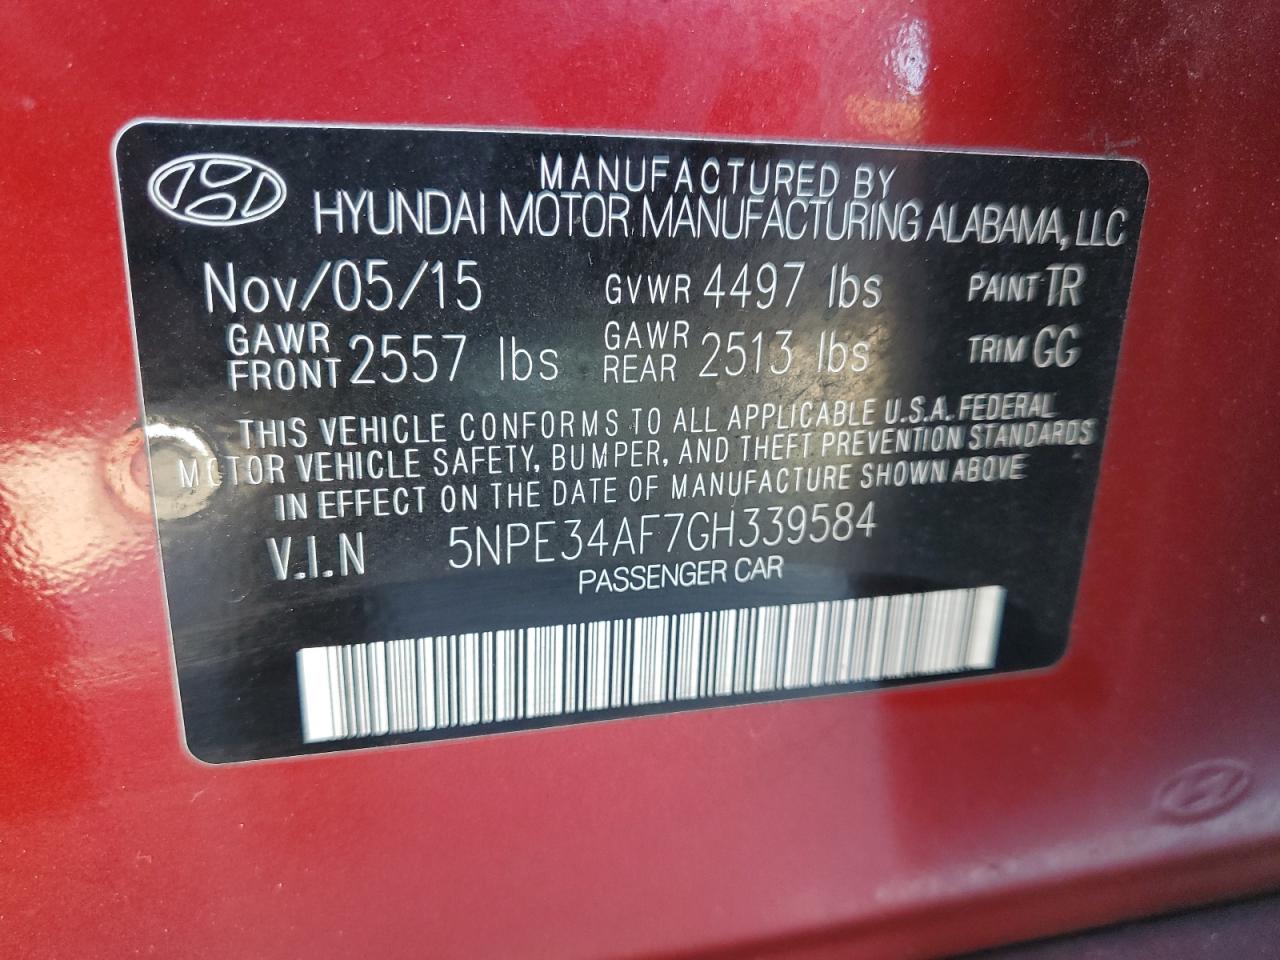 MANUFACTURED BY
HYUNDAI MOTOR MANUFACTURING ALABAMA, LLC
Nov/05/15 GVWR 4497 lbs PAINT TR
GAWR FRONT 2557 lbs GAWR REAR 2513 lbs TRIM GG
THIS VEHICLE CONFORMS TO ALL APPLICABLE U.S.A. FEDERAL
MOTOR VEHICLE SAFETY, BUMPER, AND THEFT PREVENTION STANDARDS
IN EFFECT ON THE DATE OF MANUFACTURE SHOWN ABOVE
V.I.N 5NPE34AF7GH339584
PASSENGER CAR